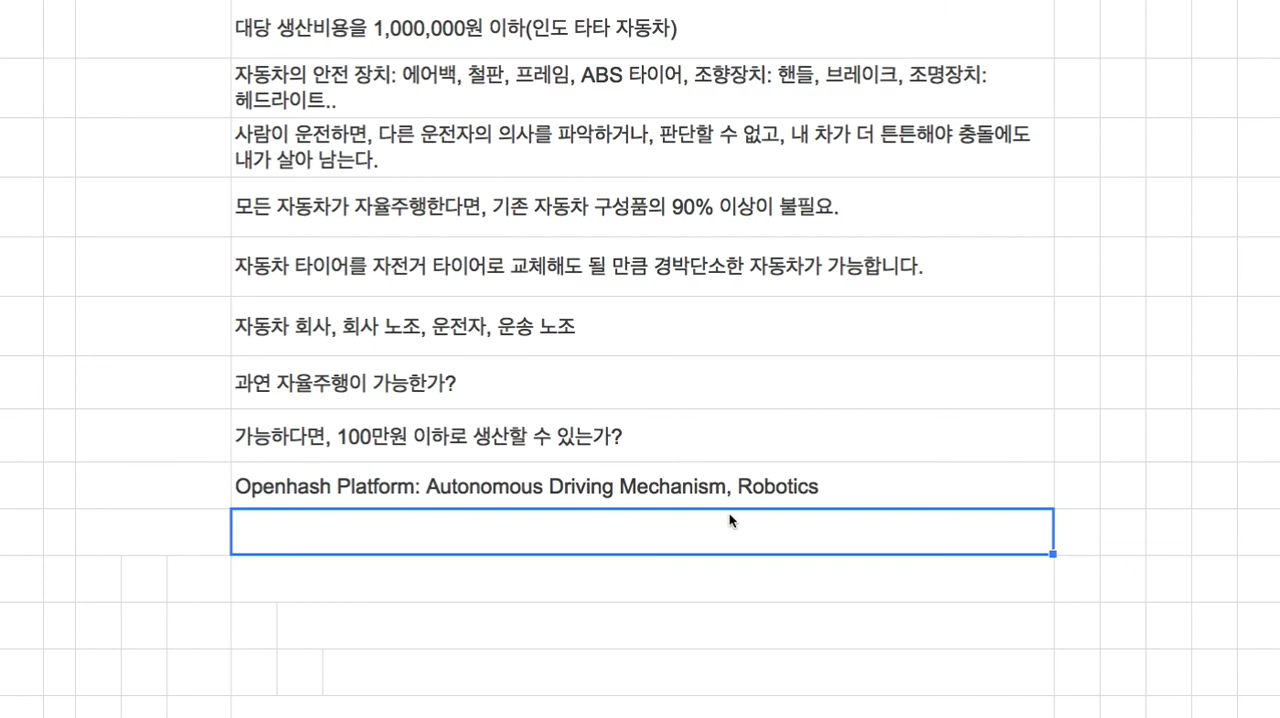 대당 생산비용을 1,000,000원 이하(인도 타타 자동차)
자동차의 안전 장치: 에어백, 철판, 프레임, ABS 타이어, 조향장치: 핸들, 브레이크, 조명장치:
헤드라이트..
사람이 운전하면, 다른 운전자의 의사를 파악하거나, 판단할 수 없고, 내 차가 더 튼튼해야 충돌에도
내가 살아 남는다.
모든 자동차가 자율주행한다면, 기존 자동차 구성품의 90% 이상이 불필요.
자동차 타이어를 자전거 타이어로 교체해도 될 만큼 경박단소한 자동차가 가능합니다.
자동차 회사, 회사 노조, 운전자, 운송 노조
과연 자율주행이 가능한가?
가능하다면, 100만원 이하로 생산할 수 있는가?
Openhash Platform: Autonomous Driving Mechanism, Robotics